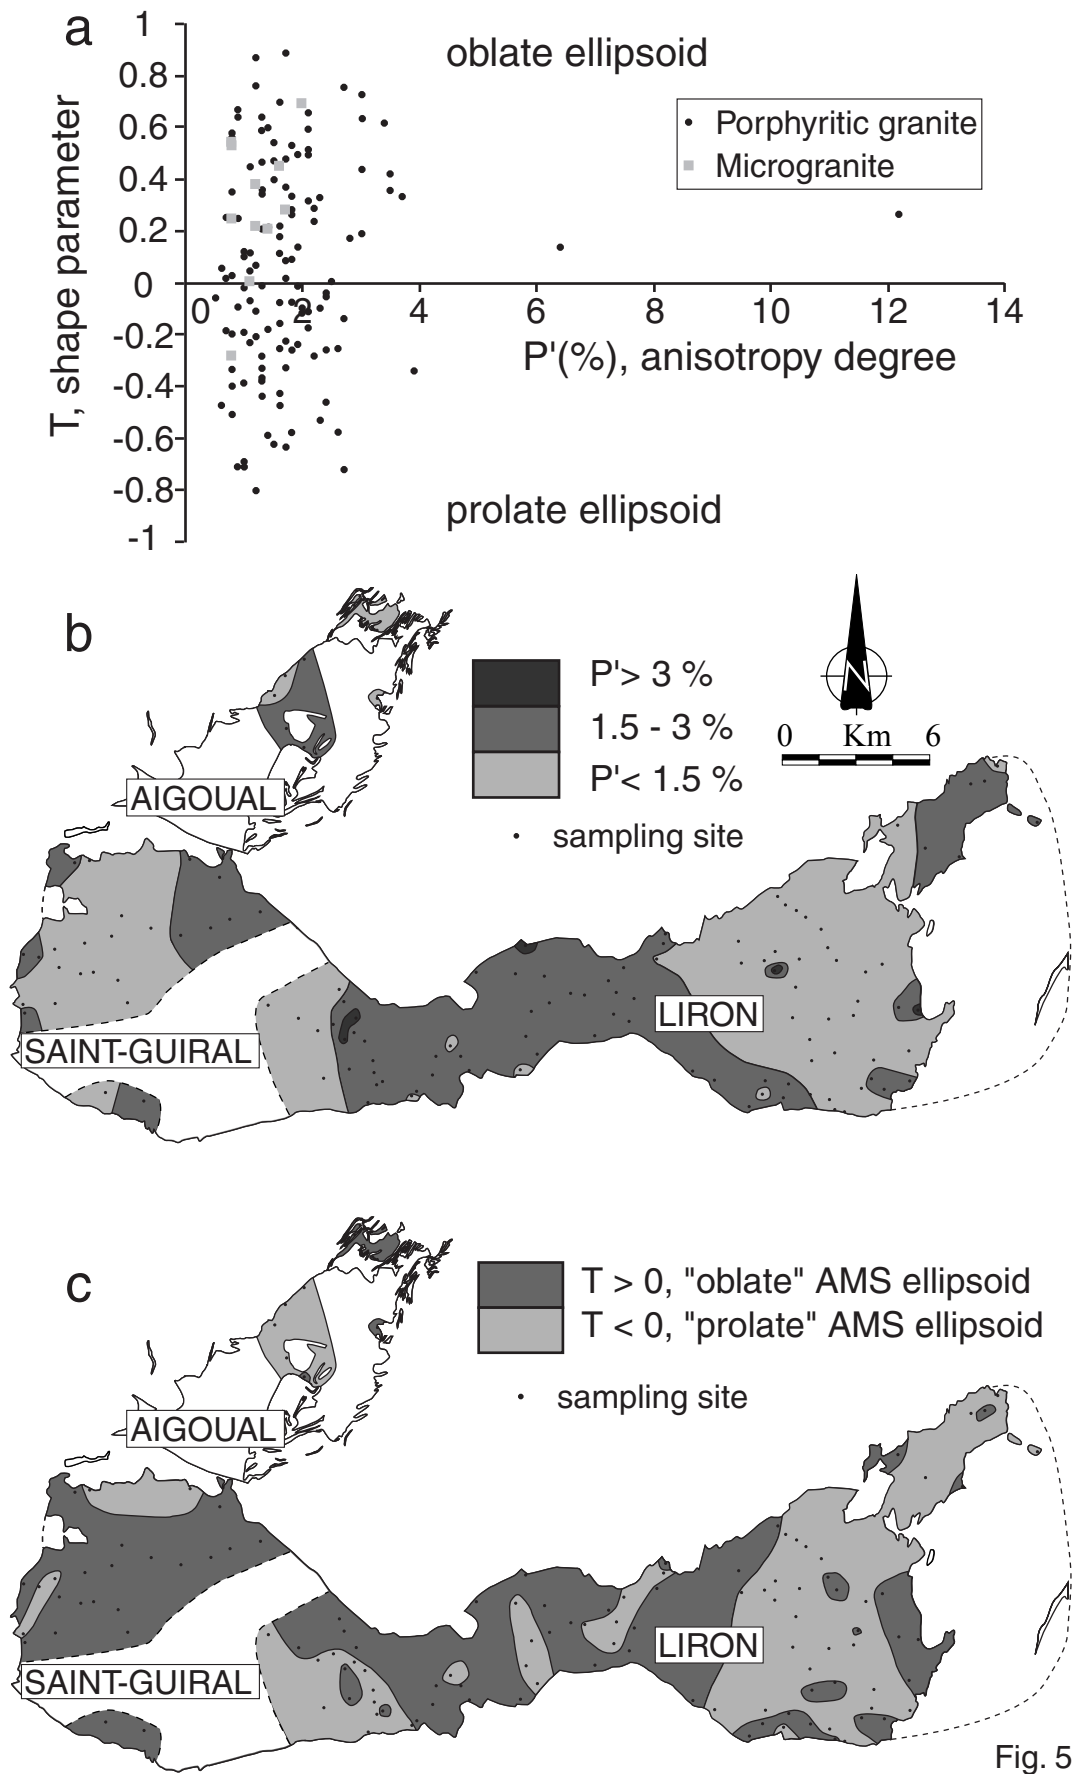 a
1
0.8
0.6
0.4
0.2
0
-0.2
-0.4
-0.6
-0.8
-1
T, shape parameter
oblate ellipsoid
Porphyritic granite
Microgranite
0 2 4 6 8 10 12 14
P'(%), anisotropy degree
prolate ellipsoid
b
P'> 3 %
1.5 - 3 %
P'< 1.5 %
sampling site
N
0 Km 6
AIGOUAL
LIRON
SAINT-GUIRAL
c
T > 0, "oblate" AMS ellipsoid
T < 0, "prolate" AMS ellipsoid
sampling site
AIGOUAL
LIRON
SAINT-GUIRAL
Fig. 5